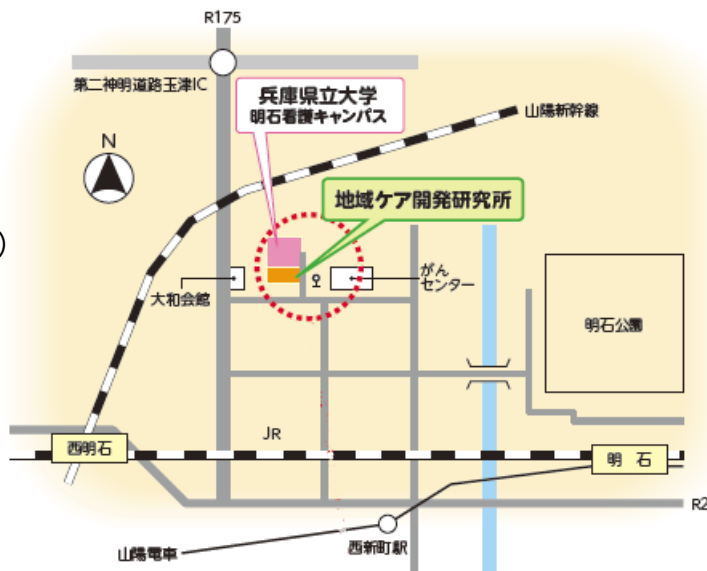 R175
第二神明道路玉津IC
兵庫県立大学
明石看護キャンパス
山陽新幹線
N
地域ケア開発研究所
)
大和会館
がん
センター
明石公園
JR
西明石
明 石
R2
西新町駅
山陽電車